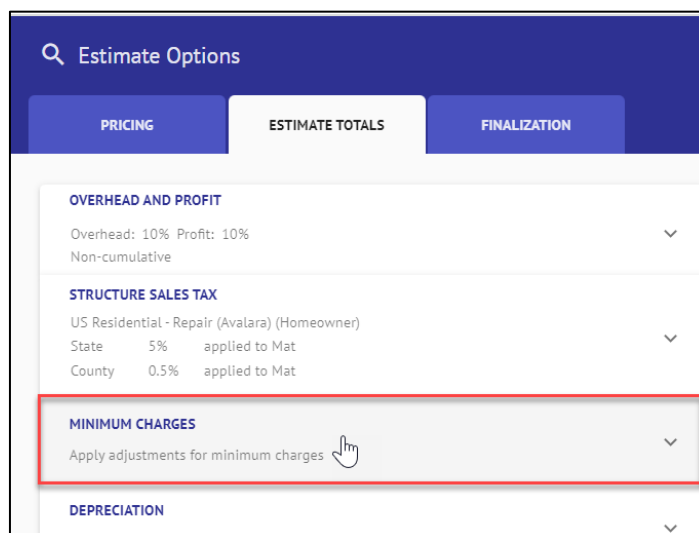 Estimate Options
PRICING ESTIMATE TOTALS FINALIZATION
OVERHEAD AND PROFIT
Overhead: 10% Profit: 10%
Non-cumulative
STRUCTURE SALES TAX
US Residential - Repair (Avalara) (Homeowner)
State 5% applied to Mat
County 0.5% applied to Mat
MINIMUM CHARGES
Apply adjustments for minimum charges
DEPRECIATION